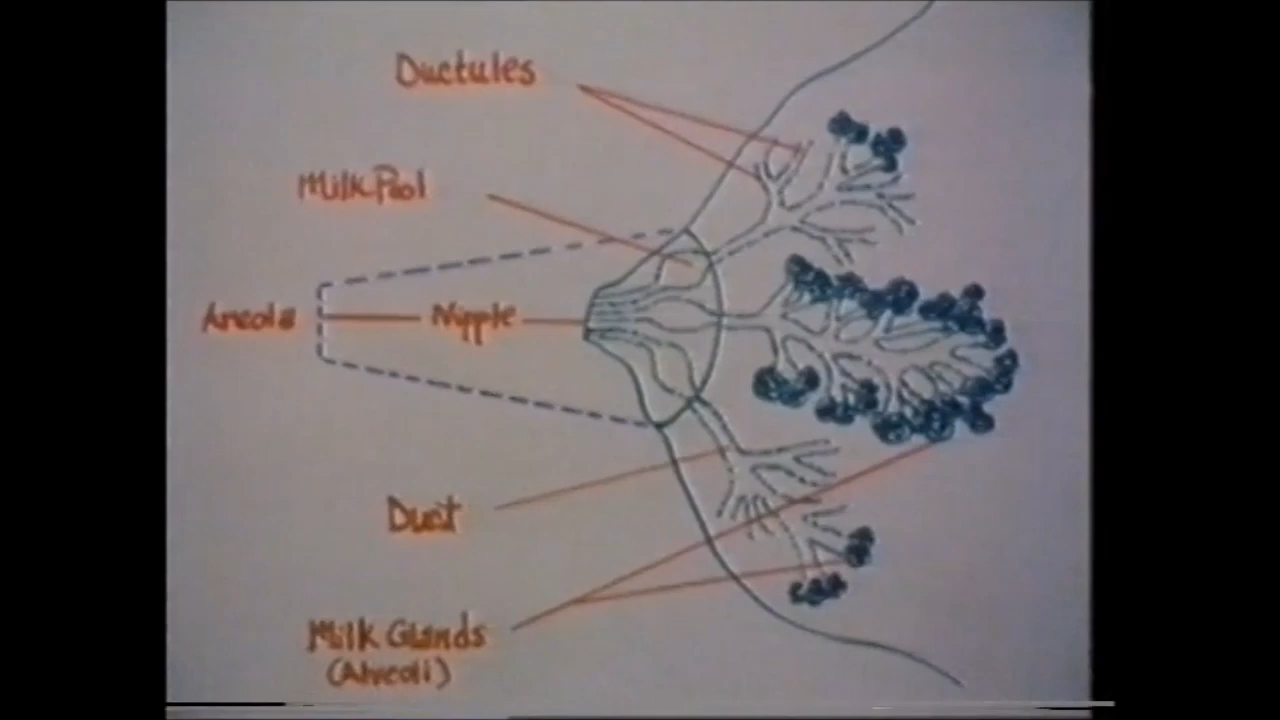 Ductules
Milk Pool
Areola
Nipple
Duct
Milk Glands
(Alveoli)